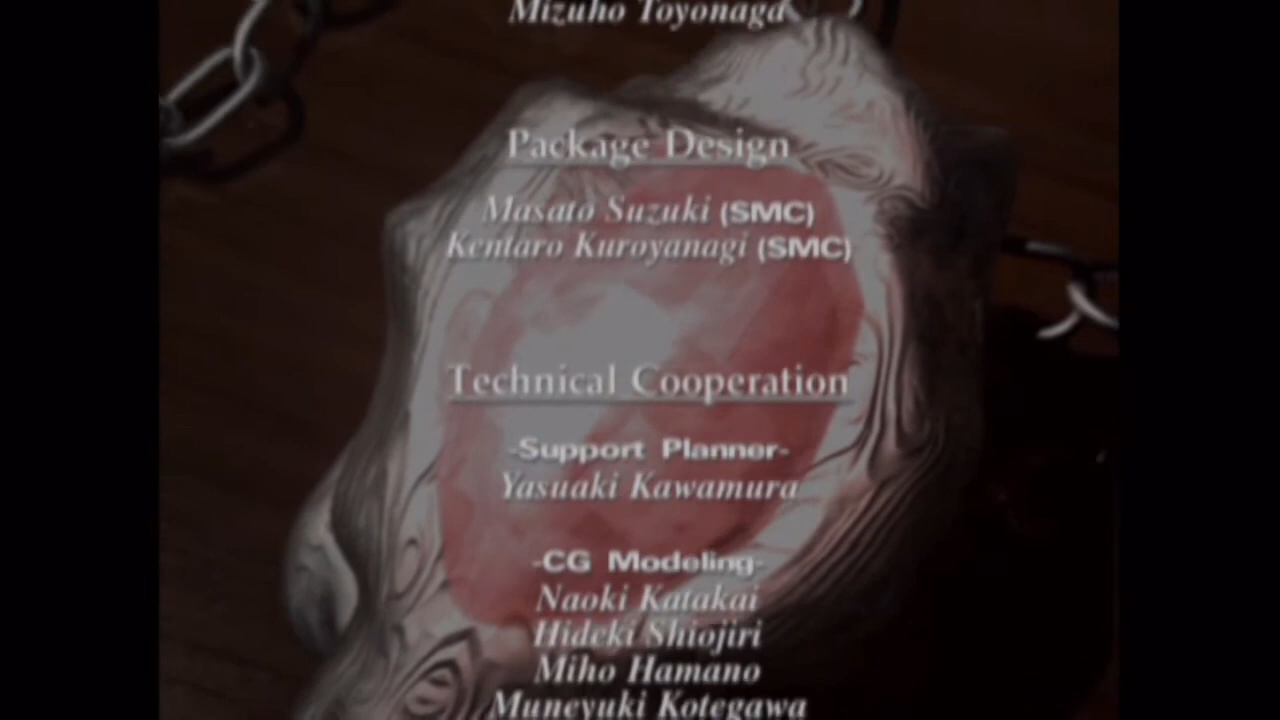 Mizuho Toyonaga
Package Design
Masato Suzuki (SMC)
Kentaro Kuroyanagi (SMC)
Technical Cooperation
-Support Planner-
Yasuaki Kawamura
-CG Modeling-
Naoki Katakai
Hideki Shiojiri
Miho Hamano
Muneyuki Kotegawa